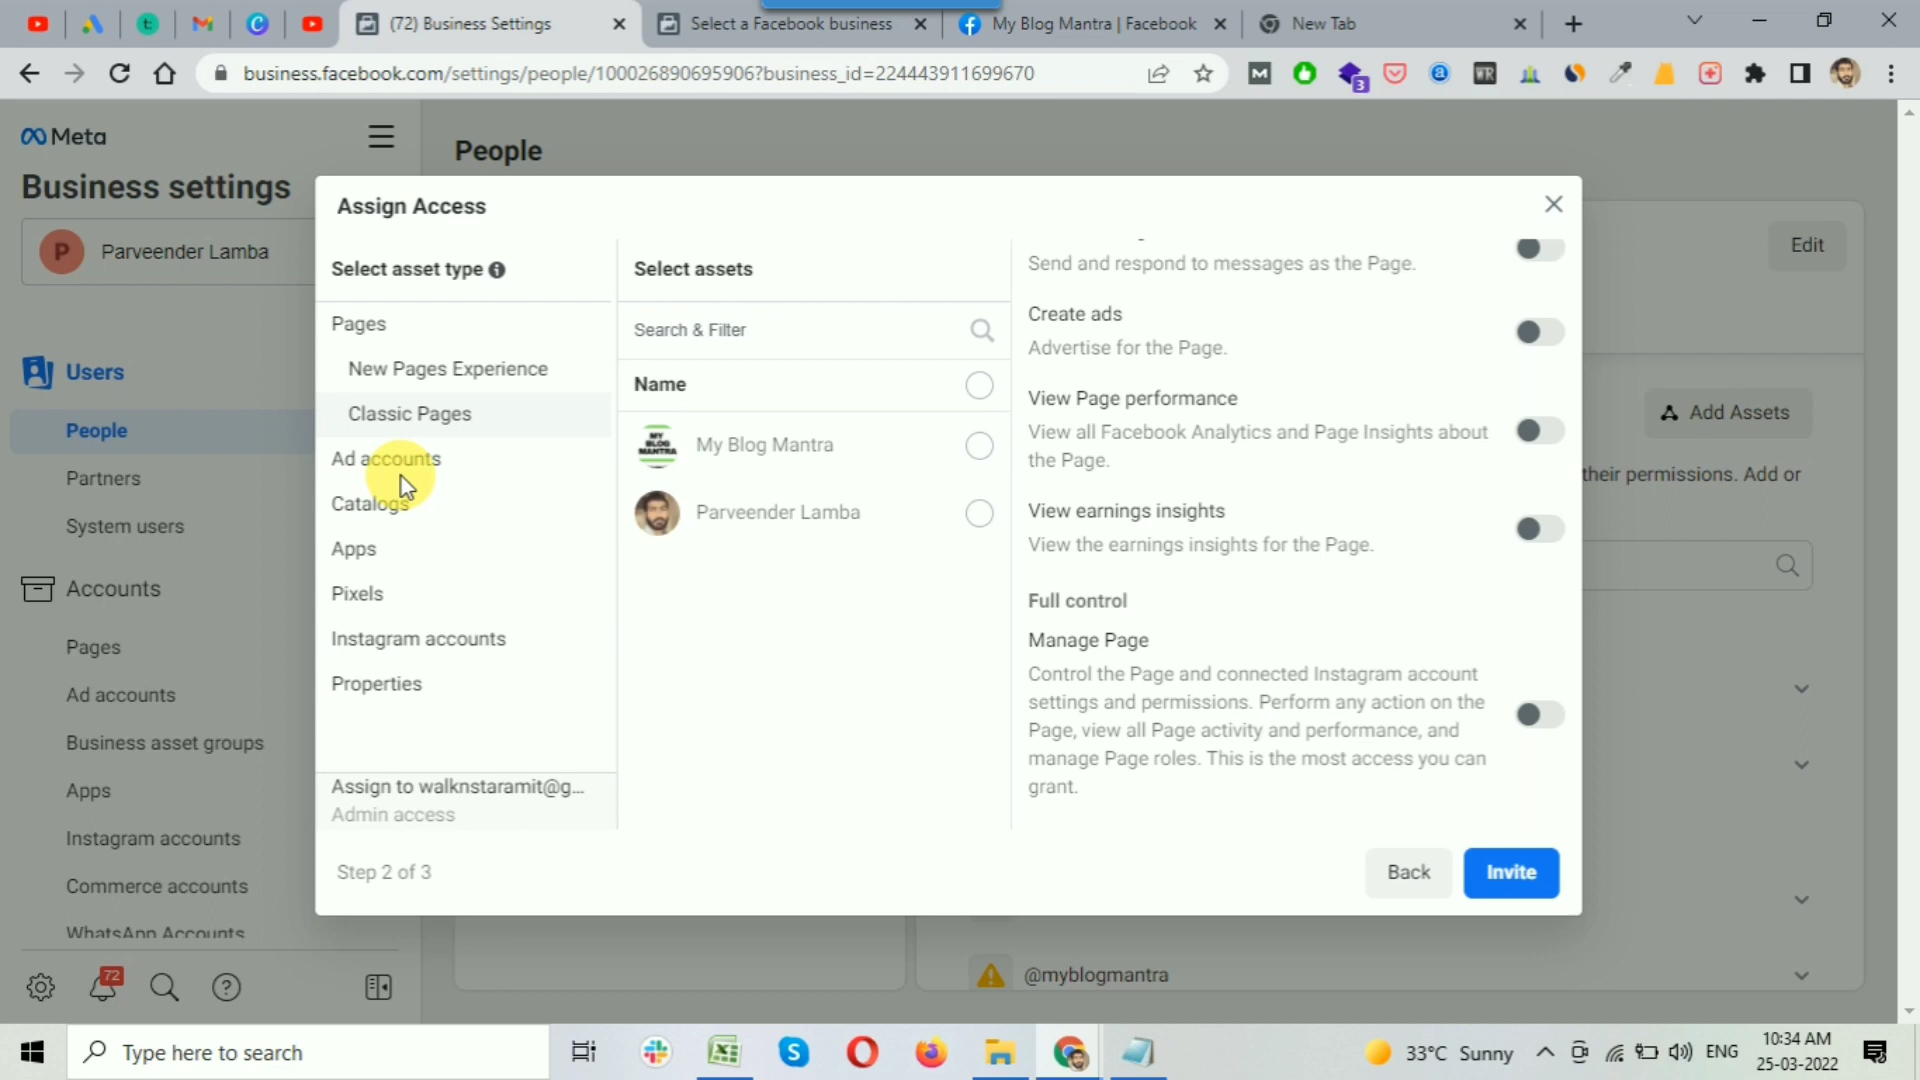 (72) Business Settings
Select a Facebook business
My Blog Mantra | Facebook
New Tab
business.facebook.com/settings/people/100026890695906?business_id=224443911699670
3
Meta
Business settings
P
Parveender Lamba
Users
People
Partners
System users
Accounts
Pages
Ad accounts
Business asset groups
Apps
Instagram accounts
Commerce accounts
WhatsApp Accounts
72
People
Edit
Add Assets
their permissions. Add or
@myblogmantra
Assign Access
Select asset type
Pages
New Pages Experience
Classic Pages
Ad accounts
Catalogs
Apps
Pixels
Instagram accounts
Properties
Assign to walknstaramit@g...
Admin access
Select assets
Search & Filter
Name
MY BLOG MANTRA
My Blog Mantra
Parveender Lamba
Send and respond to messages as the Page.
Create ads
Advertise for the Page.
View Page performance
View all Facebook Analytics and Page Insights about
the Page.
View earnings insights
View the earnings insights for the Page.
Full control
Manage Page
Control the Page and connected Instagram account
settings and permissions. Perform any action on the
Page, view all Page activity and performance, and
manage Page roles. This is the most access you can
grant.
Step 2 of 3
Back
Invite
Type here to search
33°C Sunny
ENG
10:34 AM
25-03-2022